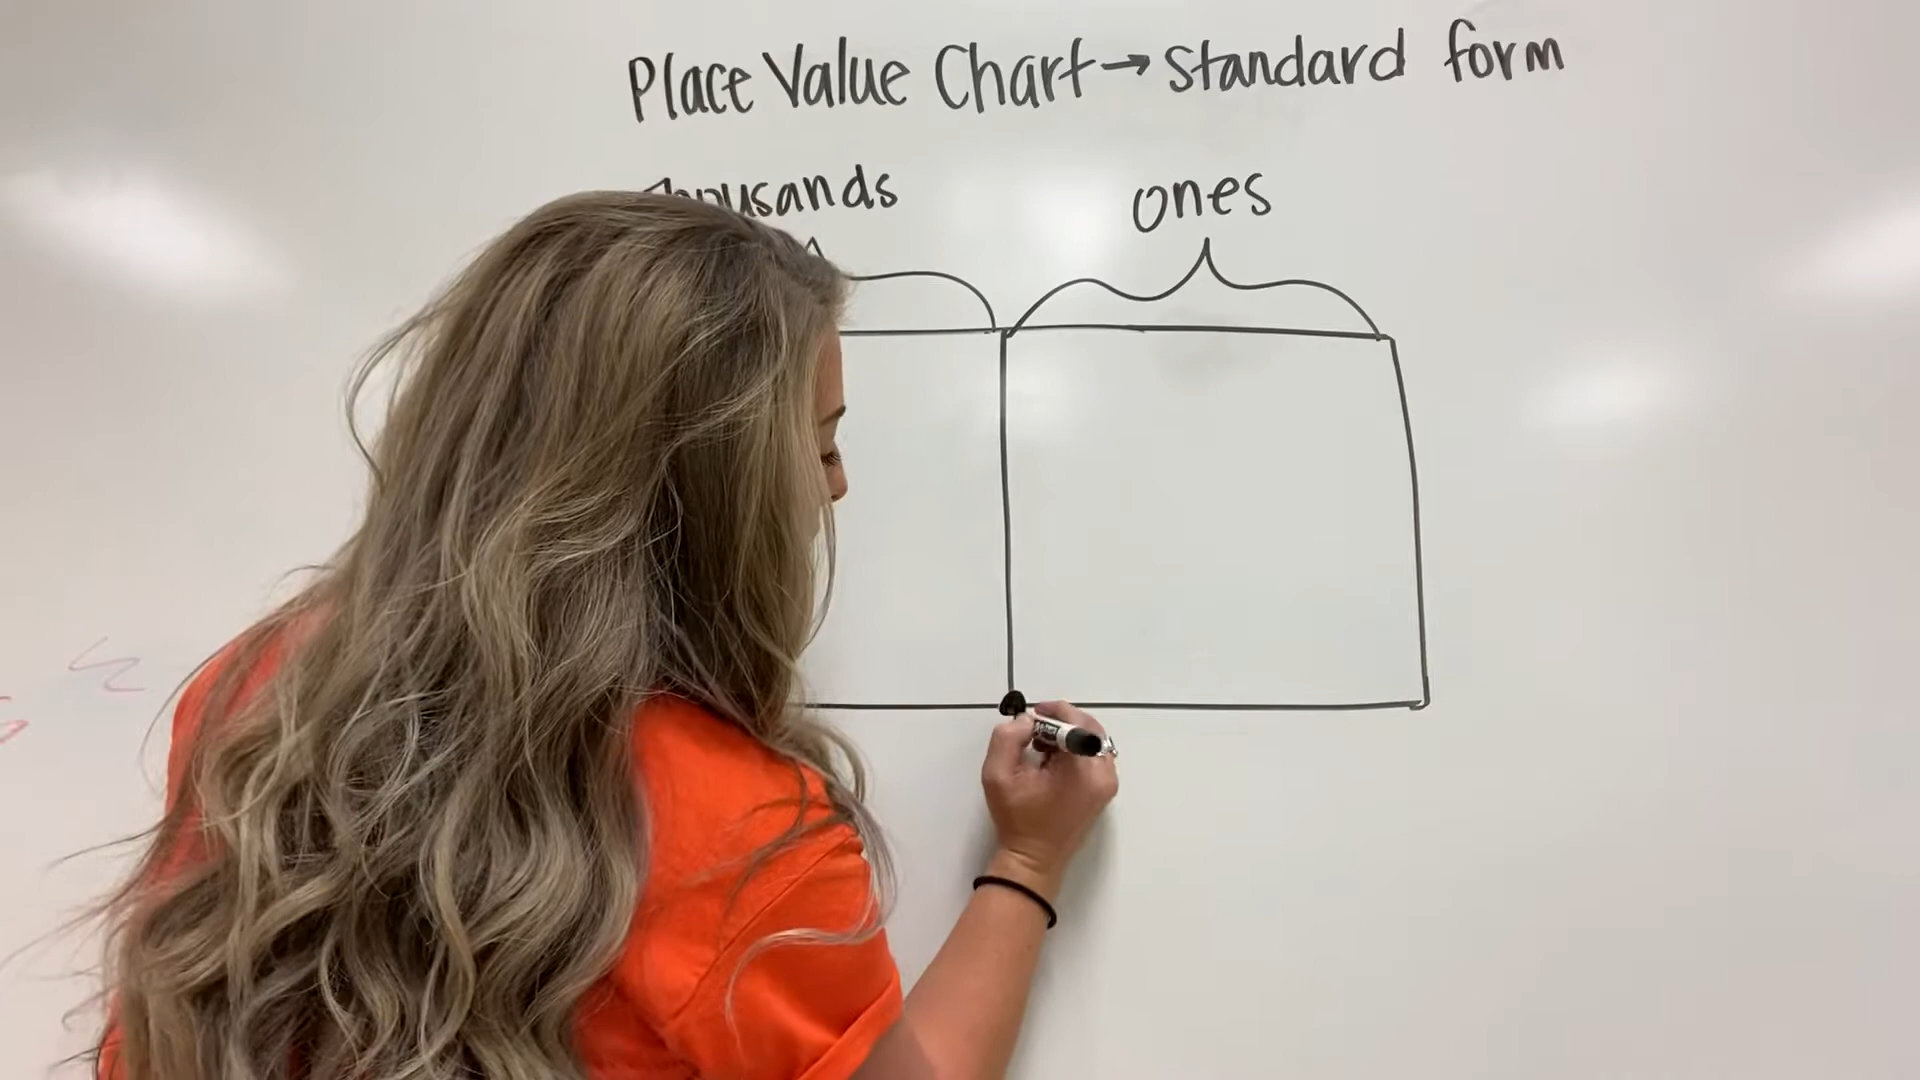 Place Value Chart → Standard form
Thousands ones